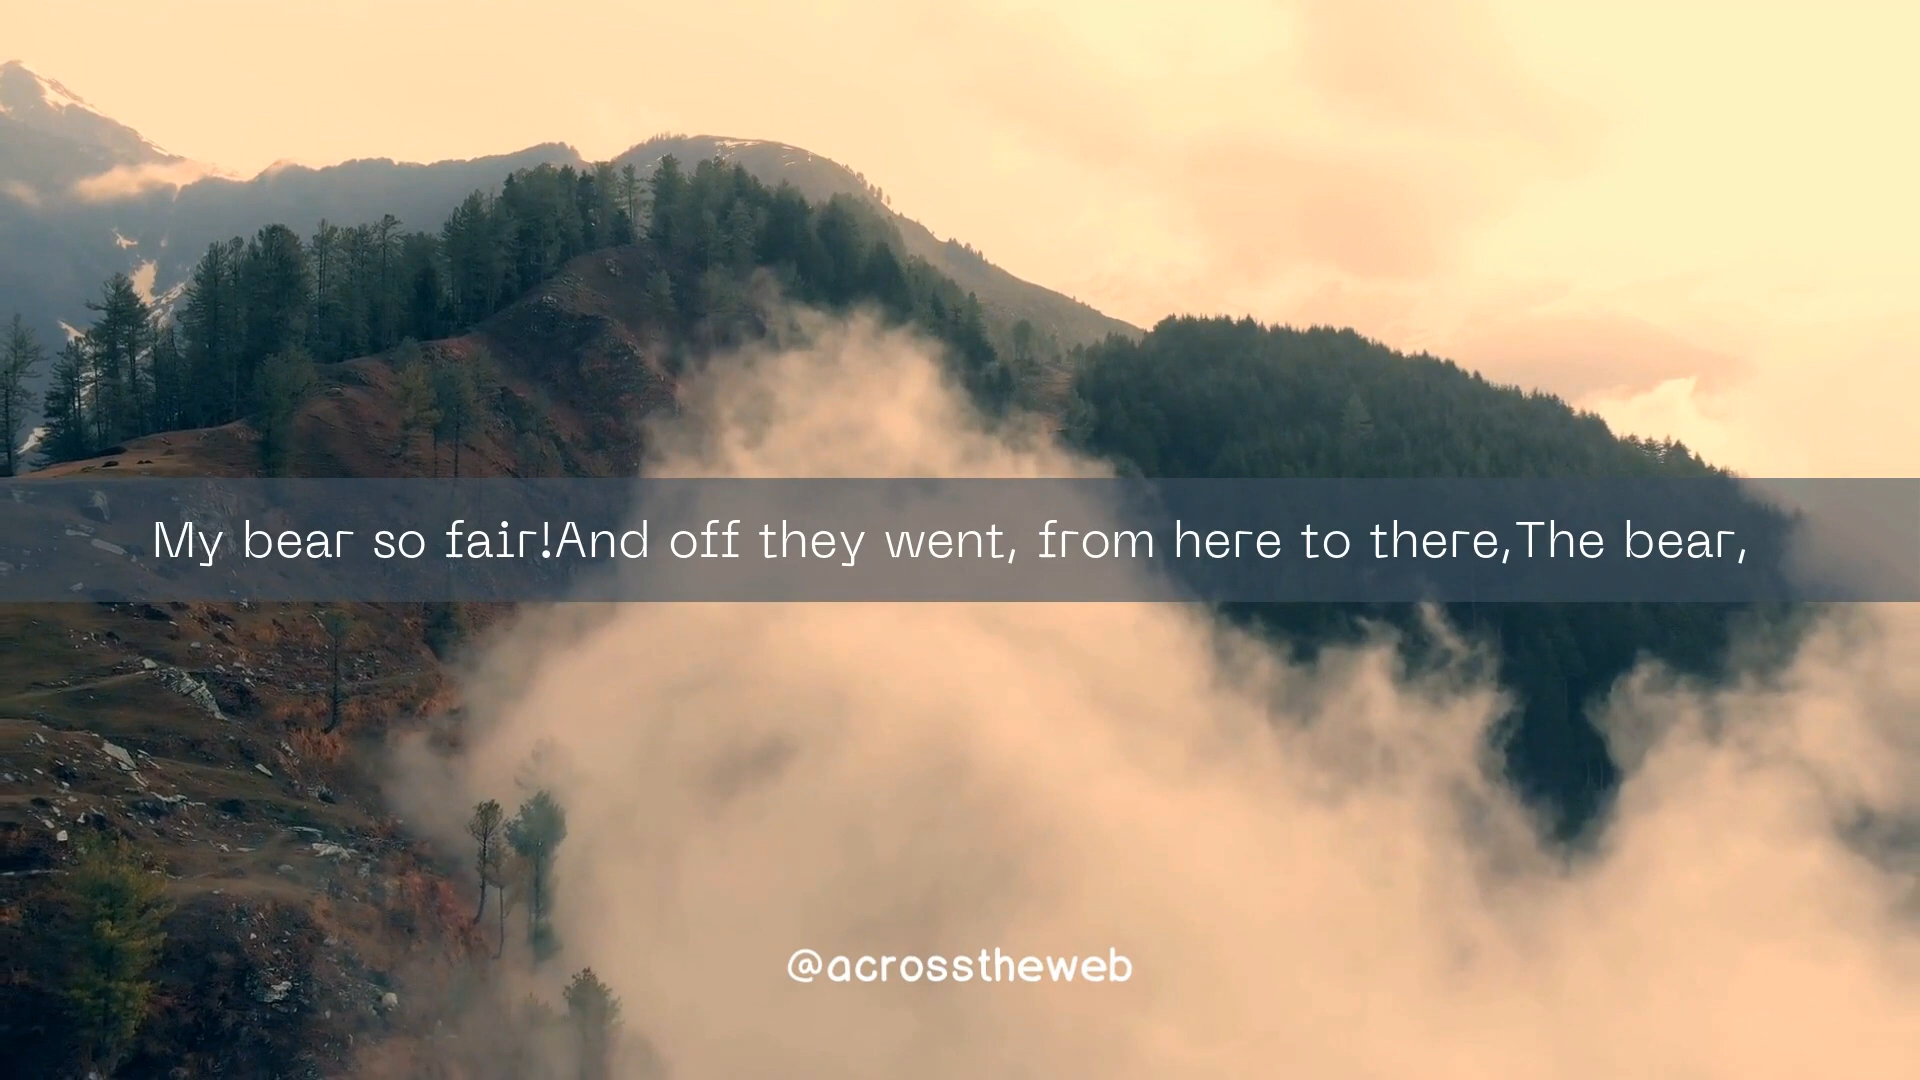 My bear so fair!And off they went, from here to there,The bear,
@acrosstheweb